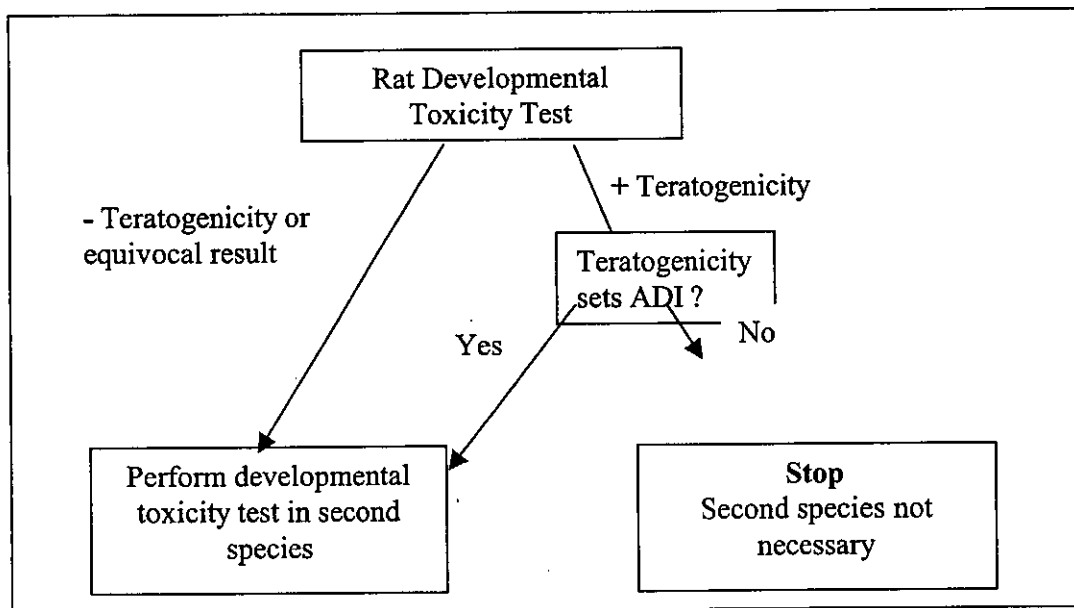 Rat Developmental
Toxicity Test
+ Teratogenicity
- Teratogenicity or
equivocal result
Teratogenicity
sets ADI ?
Yes
No
Perform developmental
toxicity test in second
species
Stop
Second species not
necessary